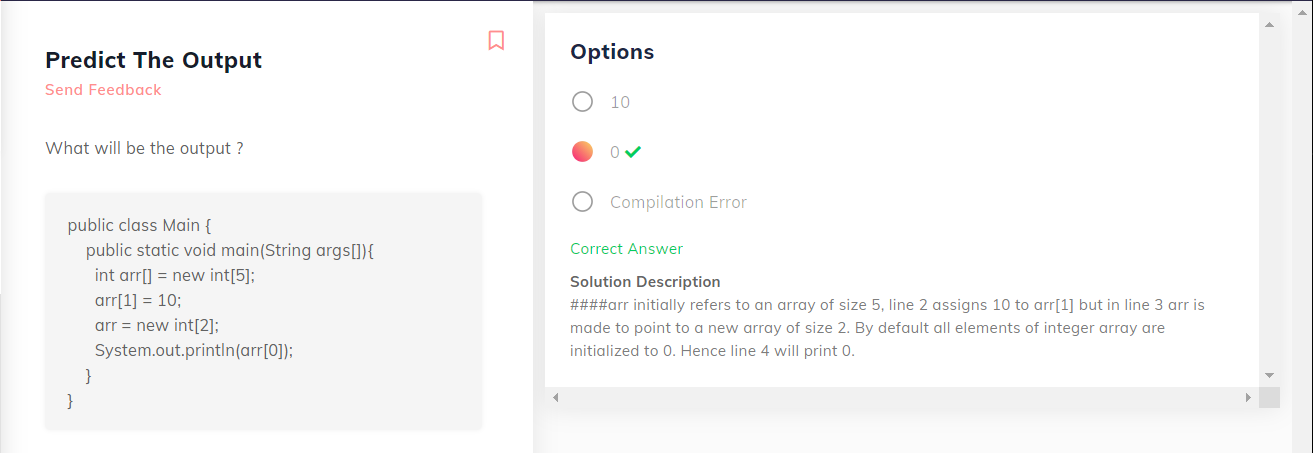 Predict The Output
Send Feedback
What will be the output ?
public class Main {
public static void main(String args[]){
int arr[] = new int[5];
arr[1] = 10;
arr = new int[2];
System.out.println(arr[0]);
}
}
Options
10
0
Compilation Error
Correct Answer
Solution Description
####arr initially refers to an array of size 5, line 2 assigns 10 to arr[1] but in line 3 arr is
made to point to a new array of size 2. By default all elements of integer array are
initialized to 0. Hence line 4 will print 0.